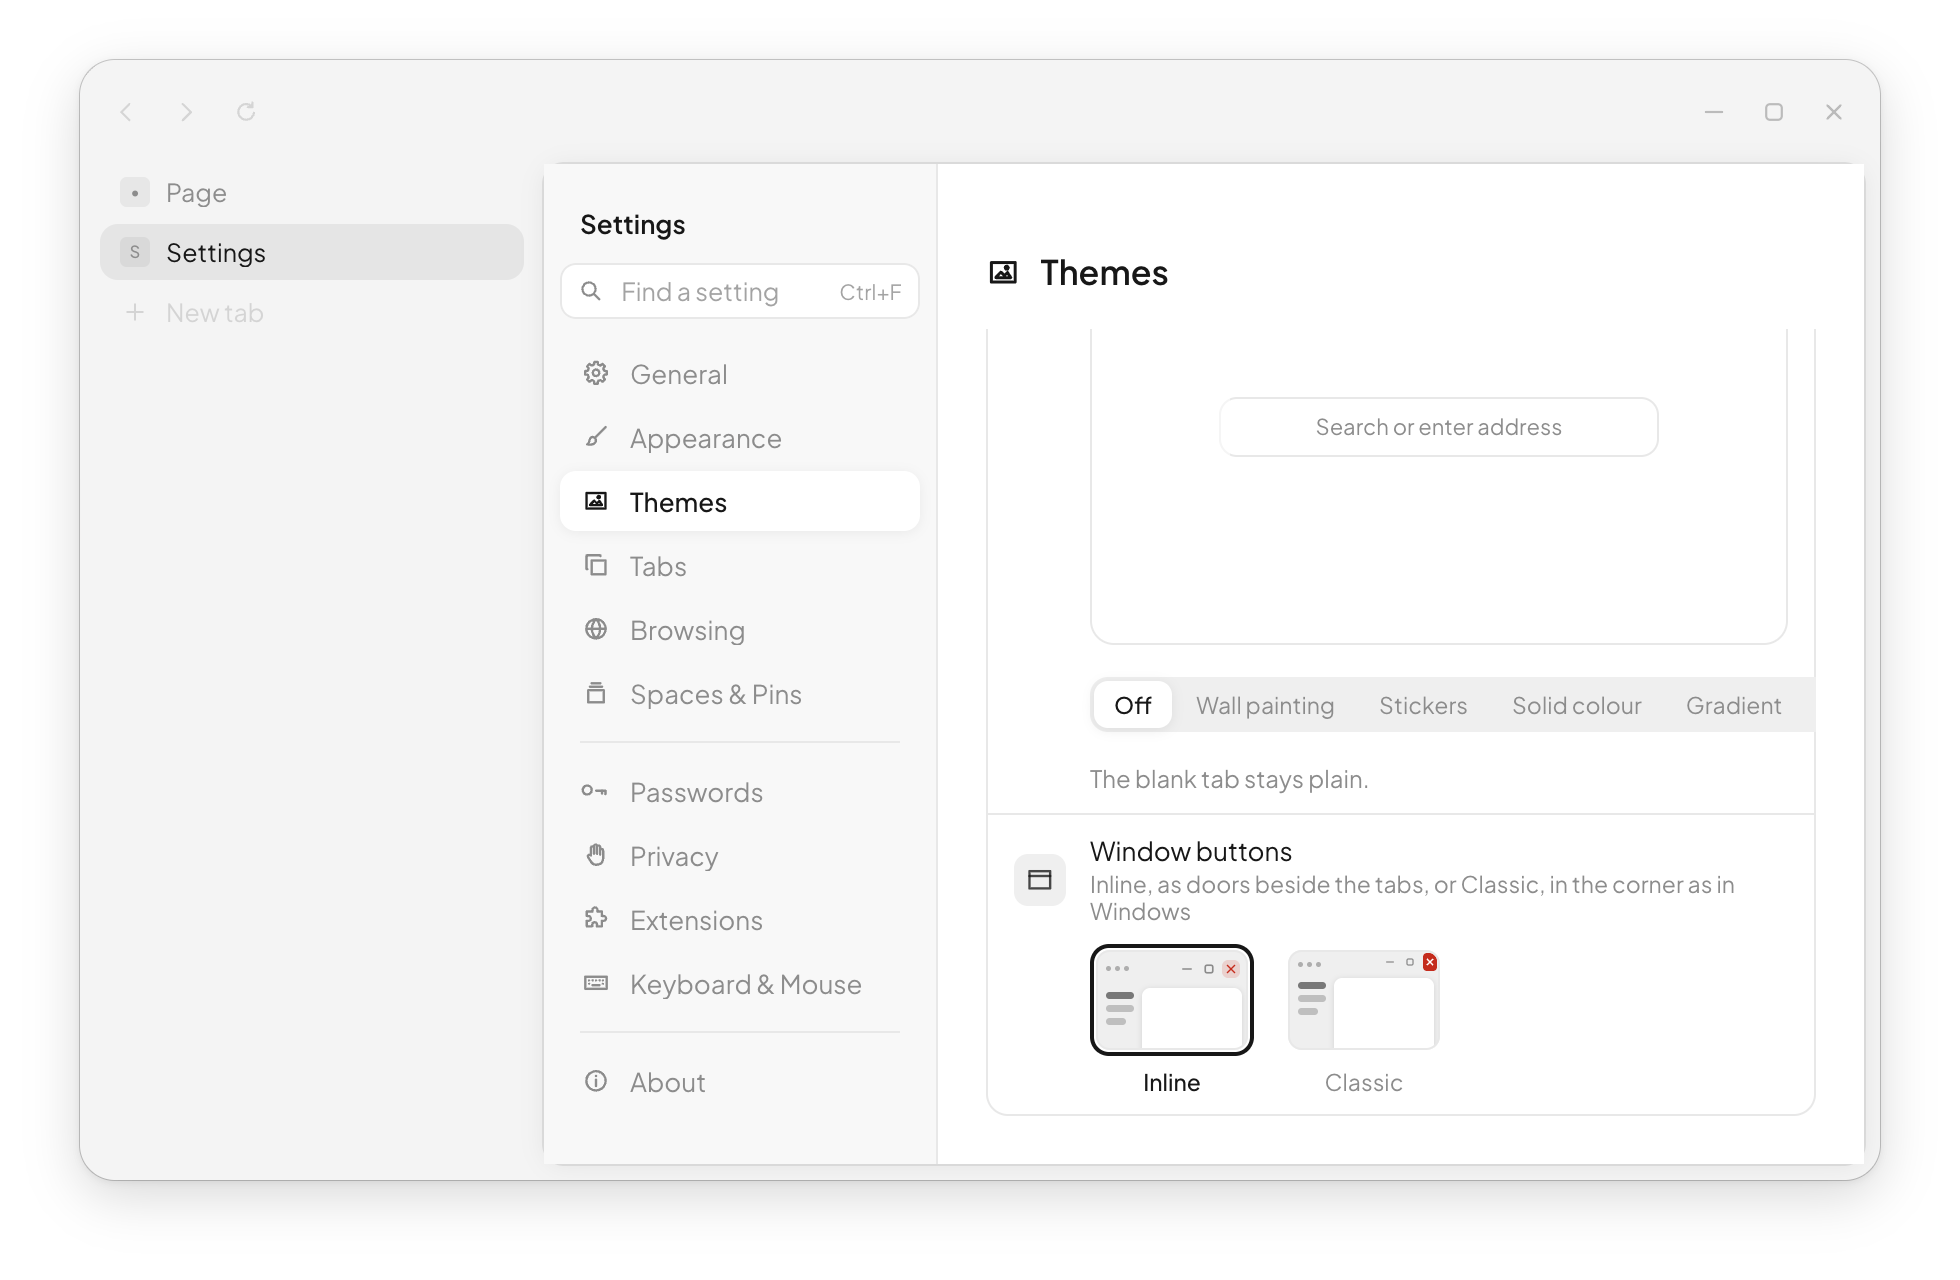 Page
S
Settings
New tab
Settings
Find a setting
Ctrl+F
General
Appearance
Themes
Tabs
Browsing
Spaces & Pins
Passwords
Privacy
Extensions
Keyboard & Mouse
About
Themes
Search or enter address
Off
Wall painting
Stickers
Solid colour
Gradient
The blank tab stays plain.
Window buttons
Inline, as doors beside the tabs, or Classic, in the corner as in
Windows
Inline
Classic